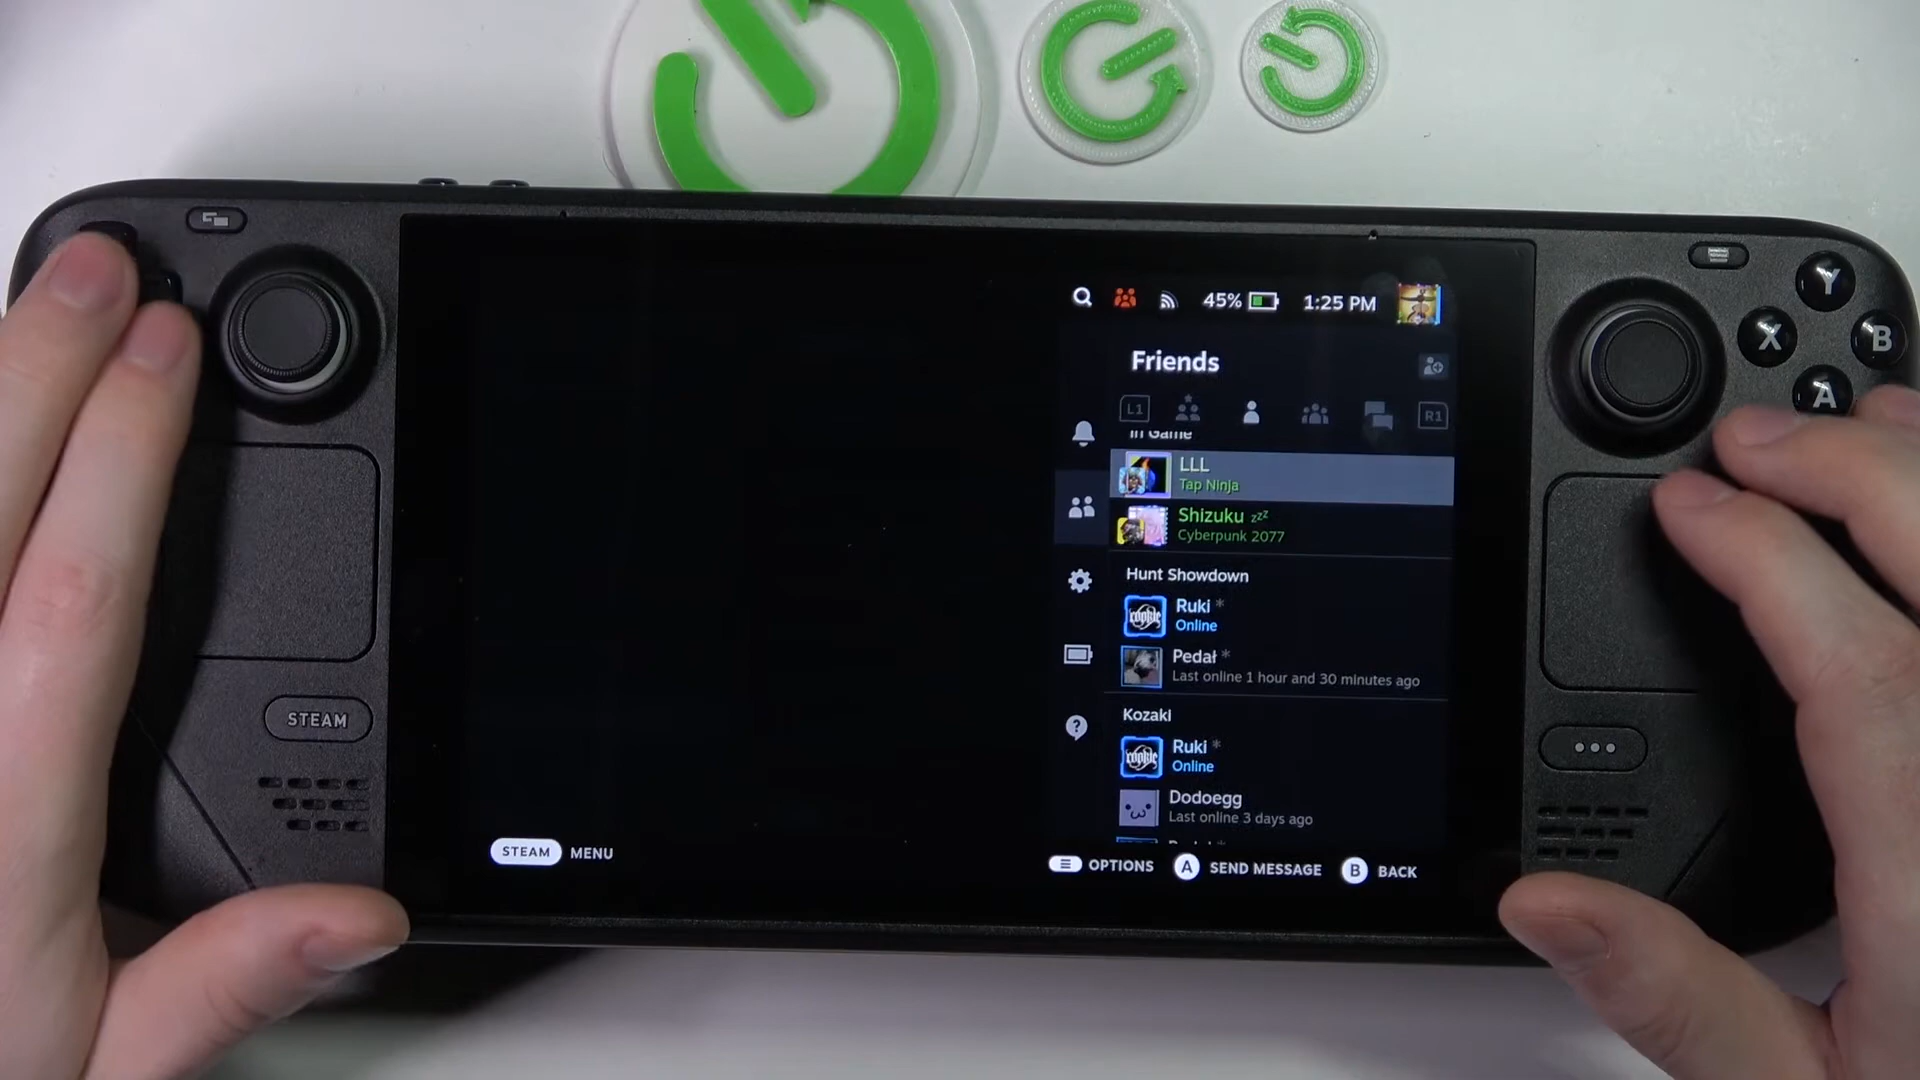 45% 1:25 PM
Friends
L1 R1
In Game
LLL
Tap Ninja
Shizuku zzz
Cyberpunk 2077
Hunt Showdown
Ruki *
Online
Pedał *
Last online 1 hour and 30 minutes ago
Kozaki
Ruki *
Online
Dodoegg
Last online 3 days ago
STEAM MENU
OPTIONS A SEND MESSAGE B BACK
STEAM
Y
X
B
A